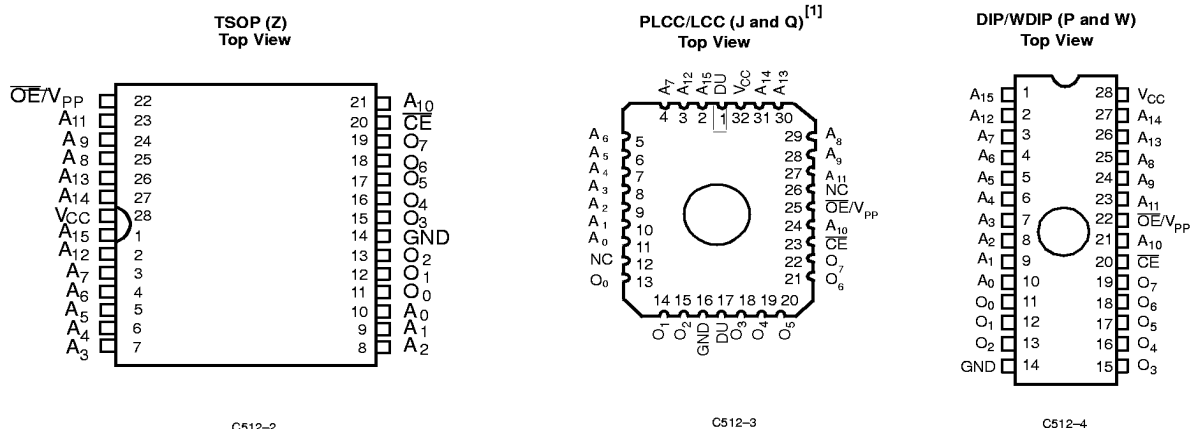 TSOP (Z)
Top View
OE/VPP 22 21 A10
A11 23 20 CE
A9 24 19 O7
A8 25 18 O6
A13 26 17 O5
A14 27 16 O4
VCC 28 15 O3
A15 1 14 GND
A12 2 13 O2
A7 3 12 O1
A6 4 11 O0
A5 5 10 A0
A4 6 9 A1
A3 7 8 A2
C512–2
PLCC/LCC (J and Q)[1]
Top View
A7 A12 A15 DU VCC A14 A13
4 3 2 1 32 31 30
A6 5 29 A8
A5 6 28 A9
A4 7 27 A11
A3 8 26 NC
A2 9 25 OE/VPP
A1 10 24 A10
A0 11 23 CE
NC 12 22 O7
O0 13 21 O6
14 15 16 17 18 19 20
O1 O2 GND DU O3 O4 O5
C512–3
DIP/WDIP (P and W)
Top View
A15 1 28 VCC
A12 2 27 A14
A7 3 26 A13
A6 4 25 A8
A5 5 24 A9
A4 6 23 A11
A3 7 22 OE/VPP
A2 8 21 A10
A1 9 20 CE
A0 10 19 O7
O0 11 18 O6
O1 12 17 O5
O2 13 16 O4
GND 14 15 O3
C512–4